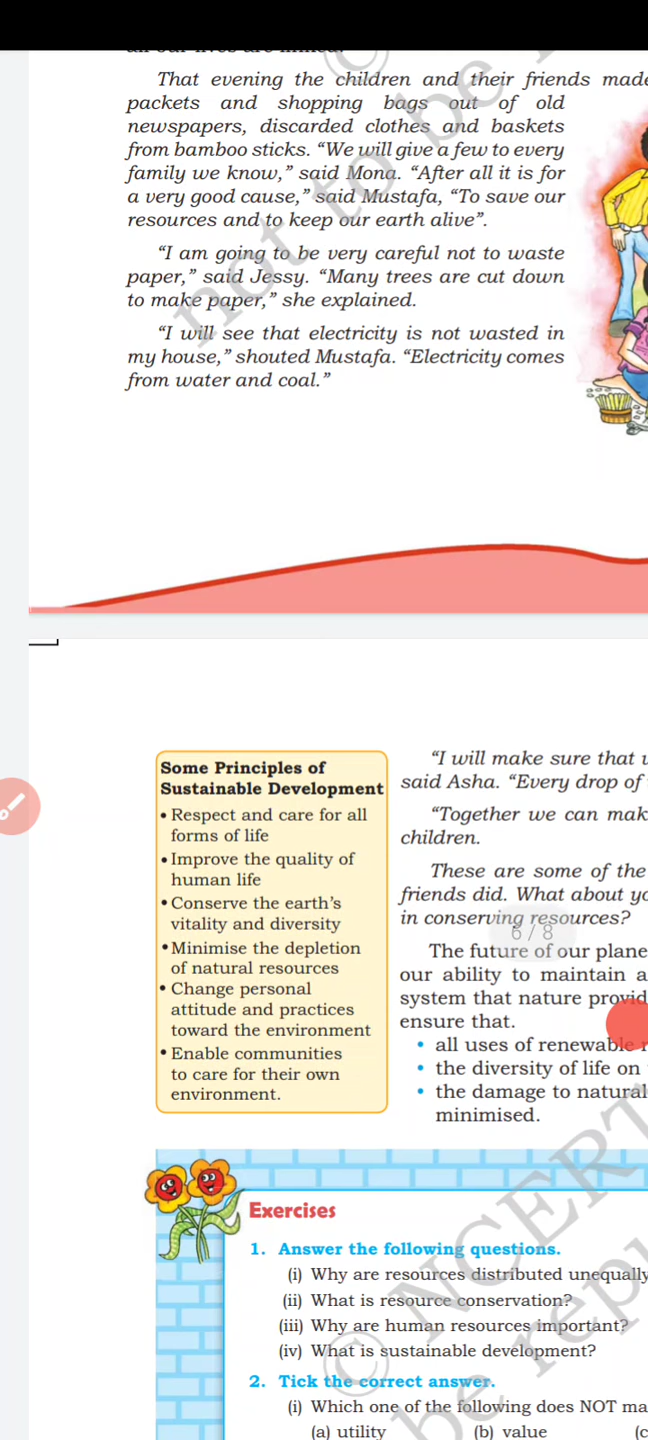 That evening the children and their friends made
packets and shopping bags out of old
newspapers, discarded clothes and baskets
from bamboo sticks. “We will give a few to every
family we know,” said Mona. “After all it is for
a very good cause,” said Mustafa, “To save our
resources and to keep our earth alive”.
“I am going to be very careful not to waste
paper,” said Jessy. “Many trees are cut down
to make paper,” she explained.
“I will see that electricity is not wasted in
my house,” shouted Mustafa. “Electricity comes
from water and coal.”
not to be
Some Principles of
Sustainable Development
• Respect and care for all
forms of life
• Improve the quality of
human life
• Conserve the earth’s
vitality and diversity
• Minimise the depletion
of natural resources
• Change personal
attitude and practices
toward the environment
• Enable communities
to care for their own
environment.
“I will make sure that
said Asha. “Every drop of
“Together we can
children.
These are some of the
friends did. What about
in conserving resources?
6 / 8
The future of our
our ability to maintain a
system that nature
ensure that.
• all uses of renewable
• the diversity of life on
• the damage to natural
minimised.
Exercises
1. Answer the following questions.
(i) Why are resources distributed unequally
(ii) What is resource conservation?
(iii) Why are human resources important?
(iv) What is sustainable development?
2. Tick the correct answer.
(i) Which one of the following does NOT
(a) utility (b) value
© NCERT
be